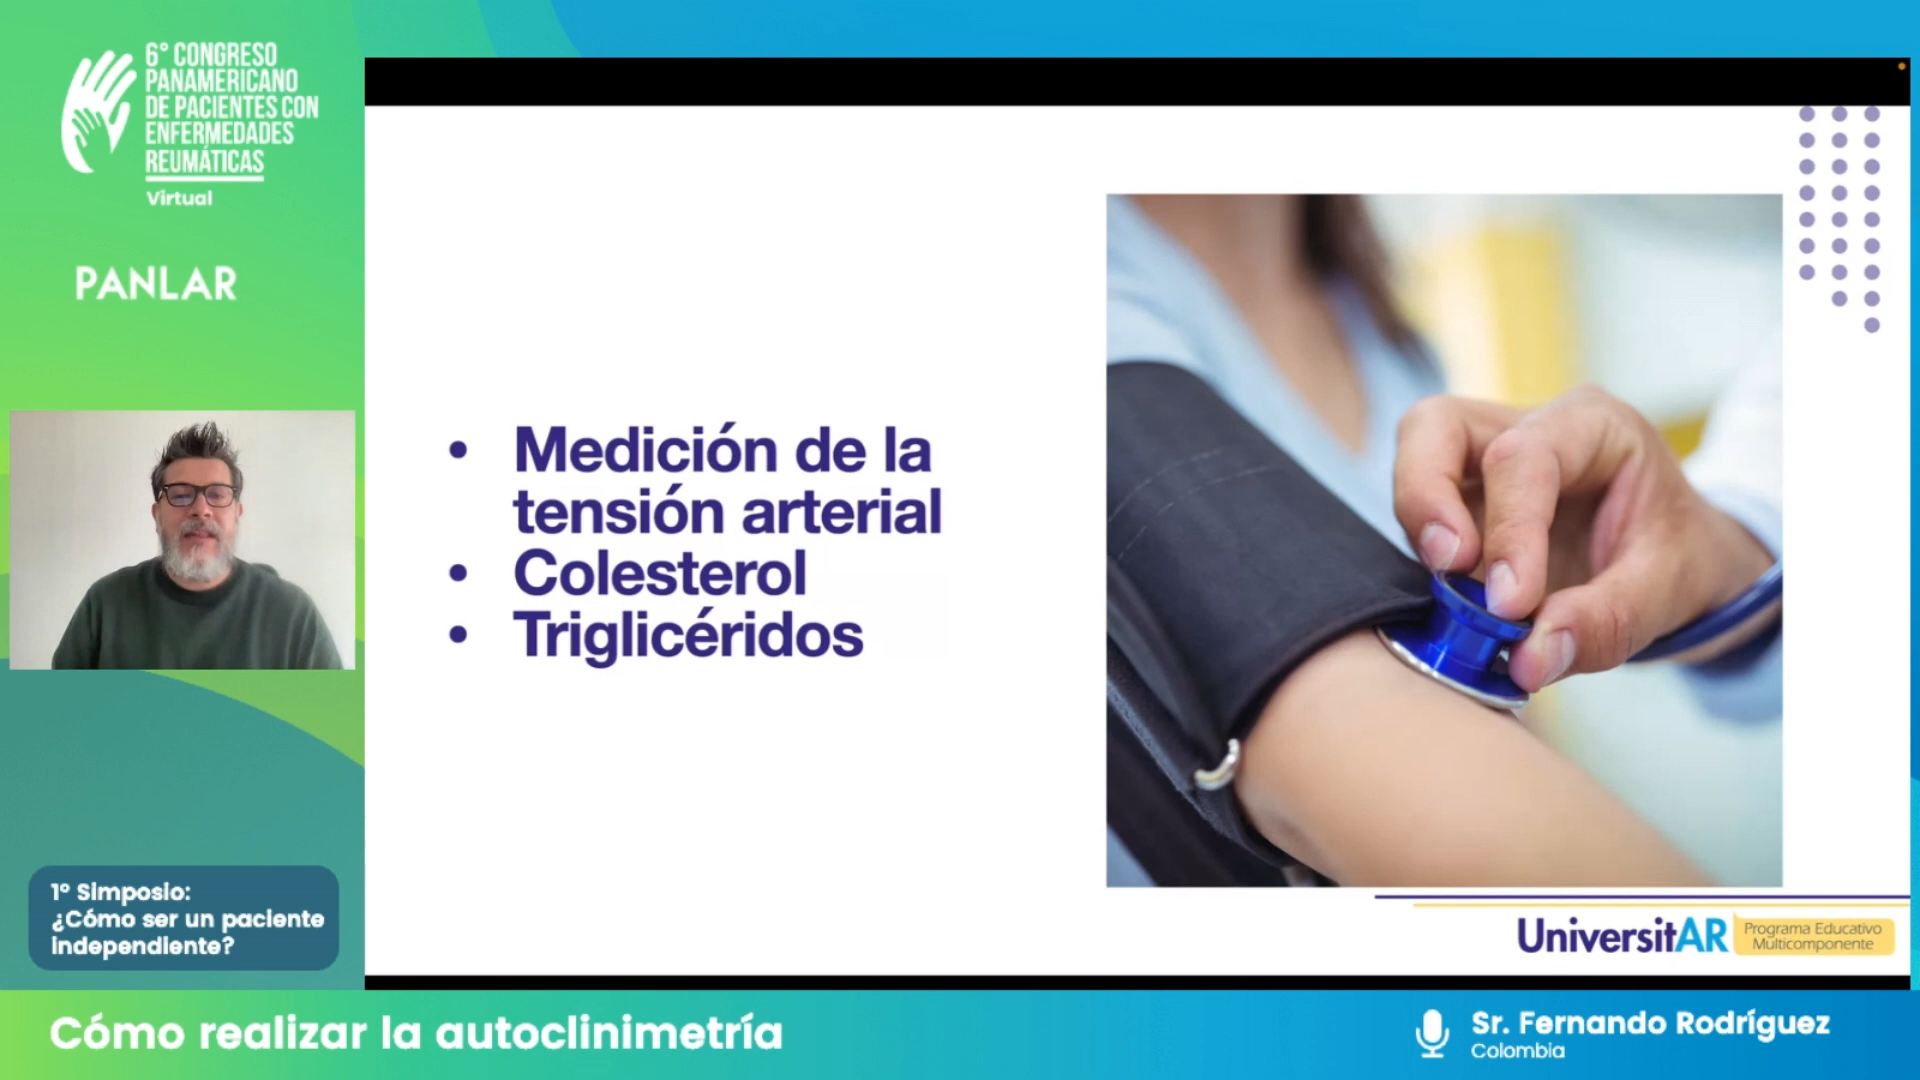 6° CONGRESO
PANAMERICANO
DE PACIENTES CON
ENFERMEDADES
REUMÁTICAS
Virtual
PANLAR
• Medición de la
tensión arterial
• Colesterol
• Triglicéridos
UniversitAR
Programa Educativo
Multicomponente
1° Simposio:
¿Cómo ser un paciente
independiente?
Cómo realizar la autoclinimetría
Sr. Fernando Rodríguez
Colombia